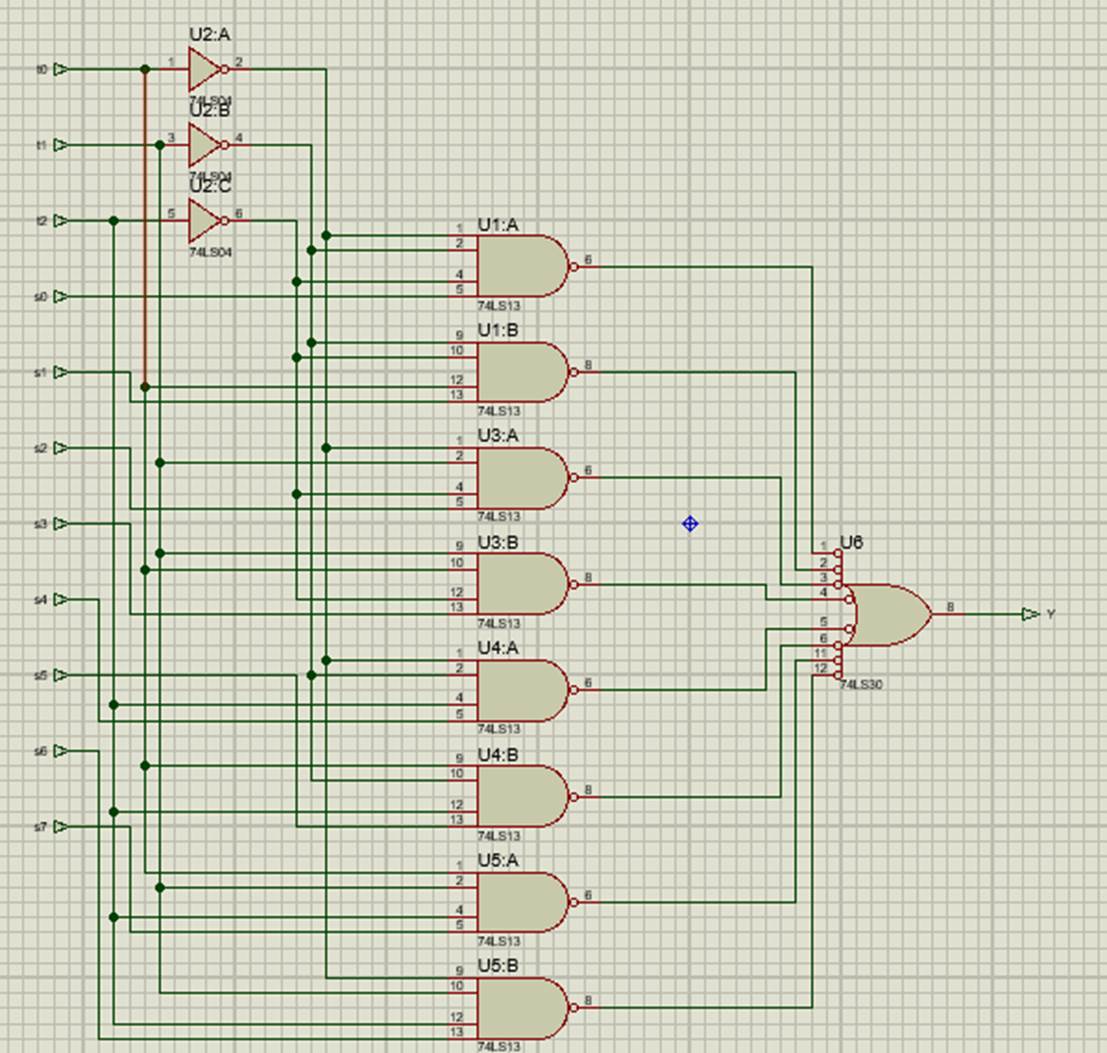 U2:A
t0 1 2
74LS04
U2:B
t1 3 4
74LS04
U2:C
t2 5 6
74LS04
U1:A
1
2
6
4
s0 5
74LS13
U1:B
9
10
s1 8
12
13
74LS13
U3:A
s2 1
2
6
4
5
74LS13
s3
U3:B
U6
9
10
8
12
s4 13
74LS13
1
2
3
4
5
6
11
12
8 Y
74LS30
U4:A
1
s5 2
6
4
5
74LS13
s6
U4:B
9
10
8
12
s7 13
74LS13
U5:A
1
2
6
4
5
74LS13
U5:B
9
10
8
12
13
74LS13